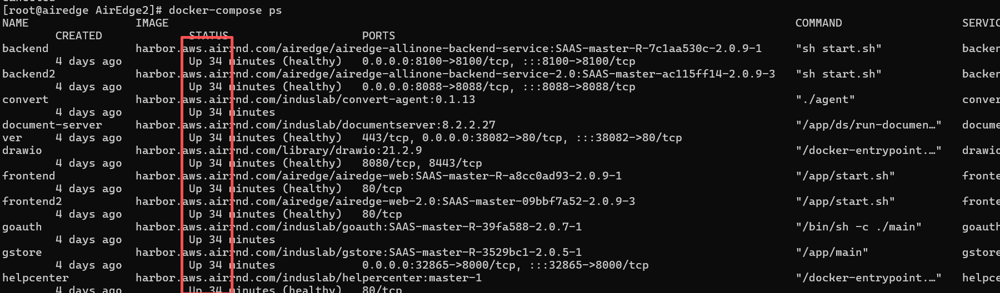 [root@airedge AirEdge2]# docker-compose ps
NAME IMAGE COMMAND SERVIC
CREATED STATUS PORTS
backend harbor.aws.airrnd.com/airedge/airedge-allinone-backend-service:SAAS-master-R-7c1aa530c-2.0.9-1 "sh start.sh" backen
4 days ago Up 34 minutes (healthy) 0.0.0.0:8100->8100/tcp, :::8100->8100/tcp
backend2 harbor.aws.airrnd.com/airedge/airedge-allinone-backend-service-2.0:SAAS-master-ac115ff14-2.0.9-3 "sh start.sh" backen
4 days ago Up 34 minutes (healthy) 0.0.0.0:8088->8088/tcp, :::8088->8088/tcp
convert harbor.aws.airrnd.com/induslab/convert-agent:0.1.13 "./agent" conver
4 days ago Up 34 minutes
document-server harbor.aws.airrnd.com/induslab/documentserver:8.2.2.27 "/app/ds/run-documen…" docume
ver 4 days ago Up 34 minutes (healthy) 443/tcp, 0.0.0.0:38082->80/tcp, :::38082->80/tcp
drawio harbor.aws.airrnd.com/library/drawio:21.2.9 "/docker-entrypoint.…" drawio
4 days ago Up 34 minutes (healthy) 8080/tcp, 8443/tcp
frontend harbor.aws.airrnd.com/airedge/airedge-web:SAAS-master-R-a8cc0ad93-2.0.9-1 "/app/start.sh" fronte
4 days ago Up 34 minutes (healthy) 80/tcp
frontend2 harbor.aws.airrnd.com/airedge/airedge-web-2.0:SAAS-master-09bbf7a52-2.0.9-3 "/app/start.sh" fronte
4 days ago Up 34 minutes (healthy) 80/tcp
goauth harbor.aws.airrnd.com/induslab/goauth:SAAS-master-R-39fa588-2.0.7-1 "/bin/sh -c ./main" goauth
4 days ago Up 34 minutes
gstore harbor.aws.airrnd.com/induslab/gstore:SAAS-master-R-3529bc1-2.0.5-1 "/app/main" gstore
4 days ago Up 34 minutes 0.0.0.0:32865->8000/tcp, :::32865->8000/tcp
helpcenter harbor.aws.airrnd.com/induslab/helpercenter:master-1 "/docker-entrypoint.…" helpce
4 days ago Up 34 minutes (healthy) 80/tcp